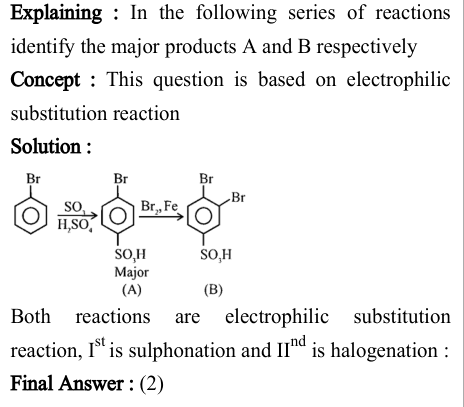 Explaining : In the following series of reactions
identify the major products A and B respectively
Concept : This question is based on electrophilic
substitution reaction
Solution :
Br Br Br
SO₃ Br₂, Fe Br
H₂SO₄
SO₃H SO₃H
Major
(A) (B)
Both reactions are electrophilic substitution
reaction, Iˢᵗ is sulphonation and IIⁿᵈ is halogenation :
Final Answer : (2)